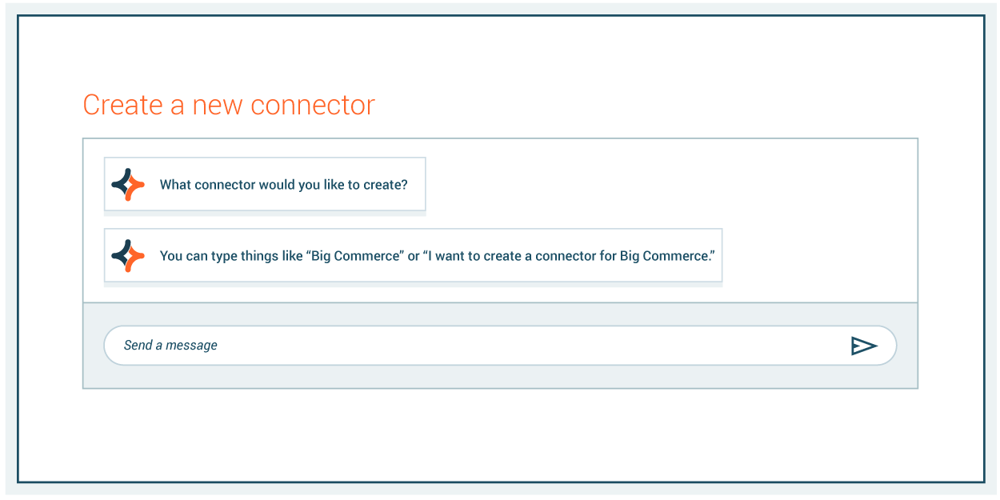 Create a new connector
What connector would you like to create?
You can type things like “Big Commerce” or “I want to create a connector for Big Commerce.”
Send a message